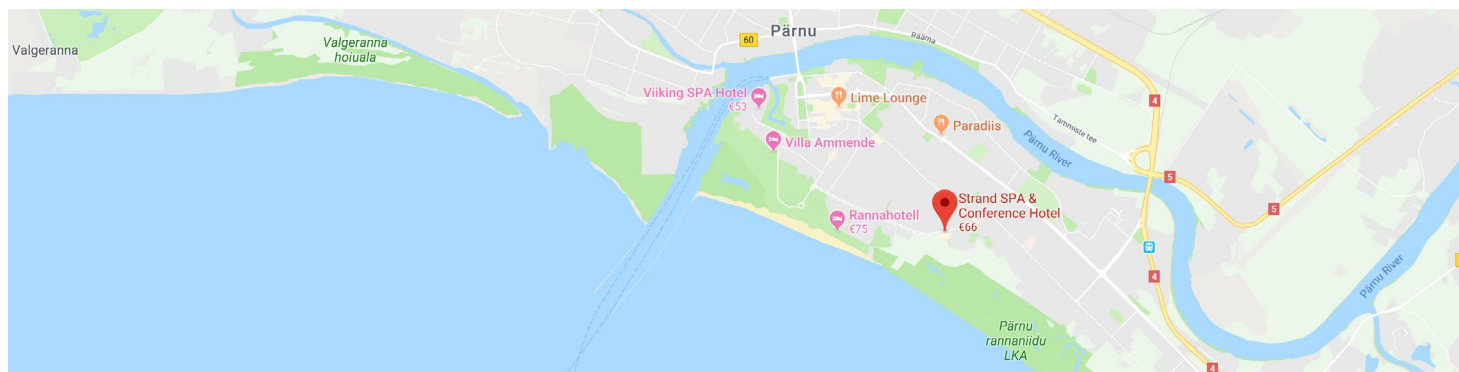 Valgeranna
Valgeranna
hoiuala
60
Pärnu
Rääma
4
Viiking SPA Hotel
€53
Lime Lounge
Paradiis
Tammiste tee
Villa Ammende
Pärnu River
5
5
Strand SPA &
Conference Hotel
€66
Rannahotell
€75
4
Pärnu River
Pärnu
rannaniidu
LKA
4